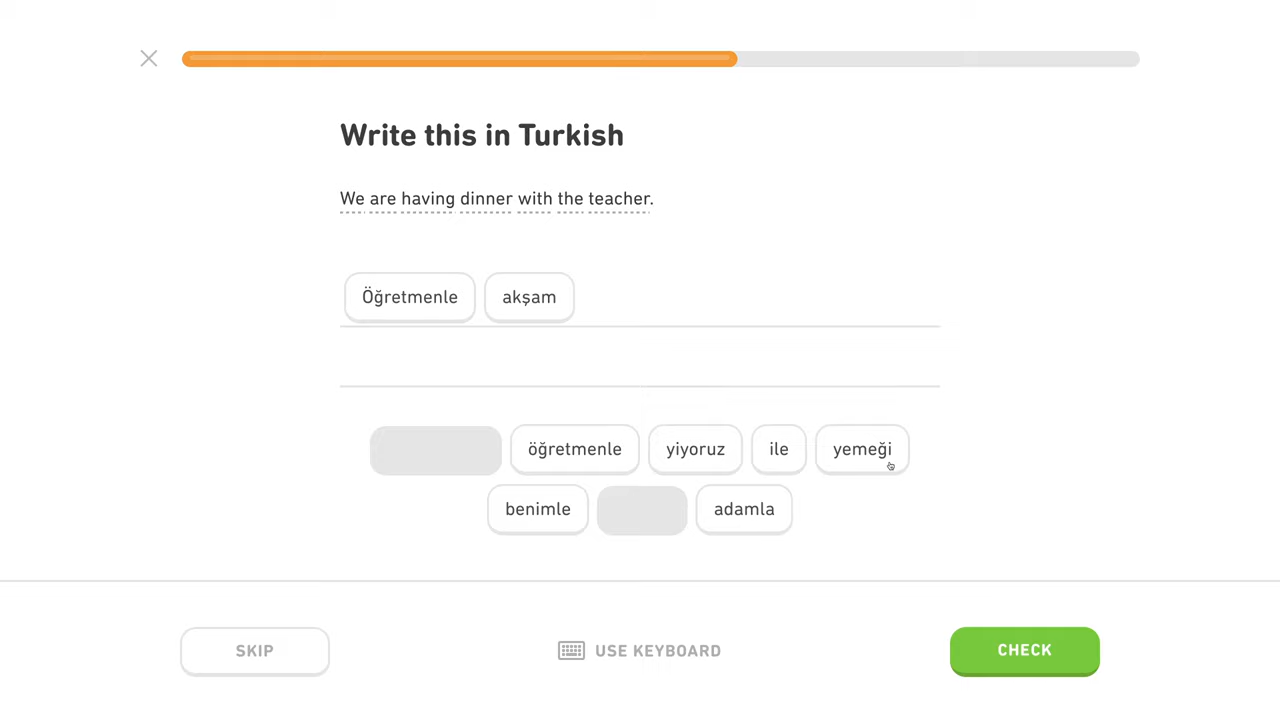 Write this in Turkish
We are having dinner with the teacher.
Öğretmenle akşam
öğretmenle yiyoruz ile yemeği
benimle adamla
SKIP USE KEYBOARD CHECK